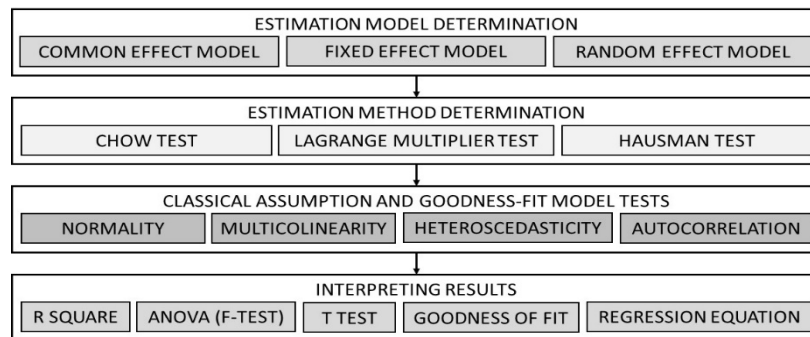 ESTIMATION MODEL DETERMINATION
COMMON EFFECT MODEL FIXED EFFECT MODEL RANDOM EFFECT MODEL
ESTIMATION METHOD DETERMINATION
CHOW TEST LAGRANGE MULTIPLIER TEST HAUSMAN TEST
CLASSICAL ASSUMPTION AND GOODNESS-FIT MODEL TESTS
NORMALITY MULTICOLINEARITY HETEROSCEDASTICITY AUTOCORRELATION
INTERPRETING RESULTS
R SQUARE ANOVA (F-TEST) T TEST GOODNESS OF FIT REGRESSION EQUATION